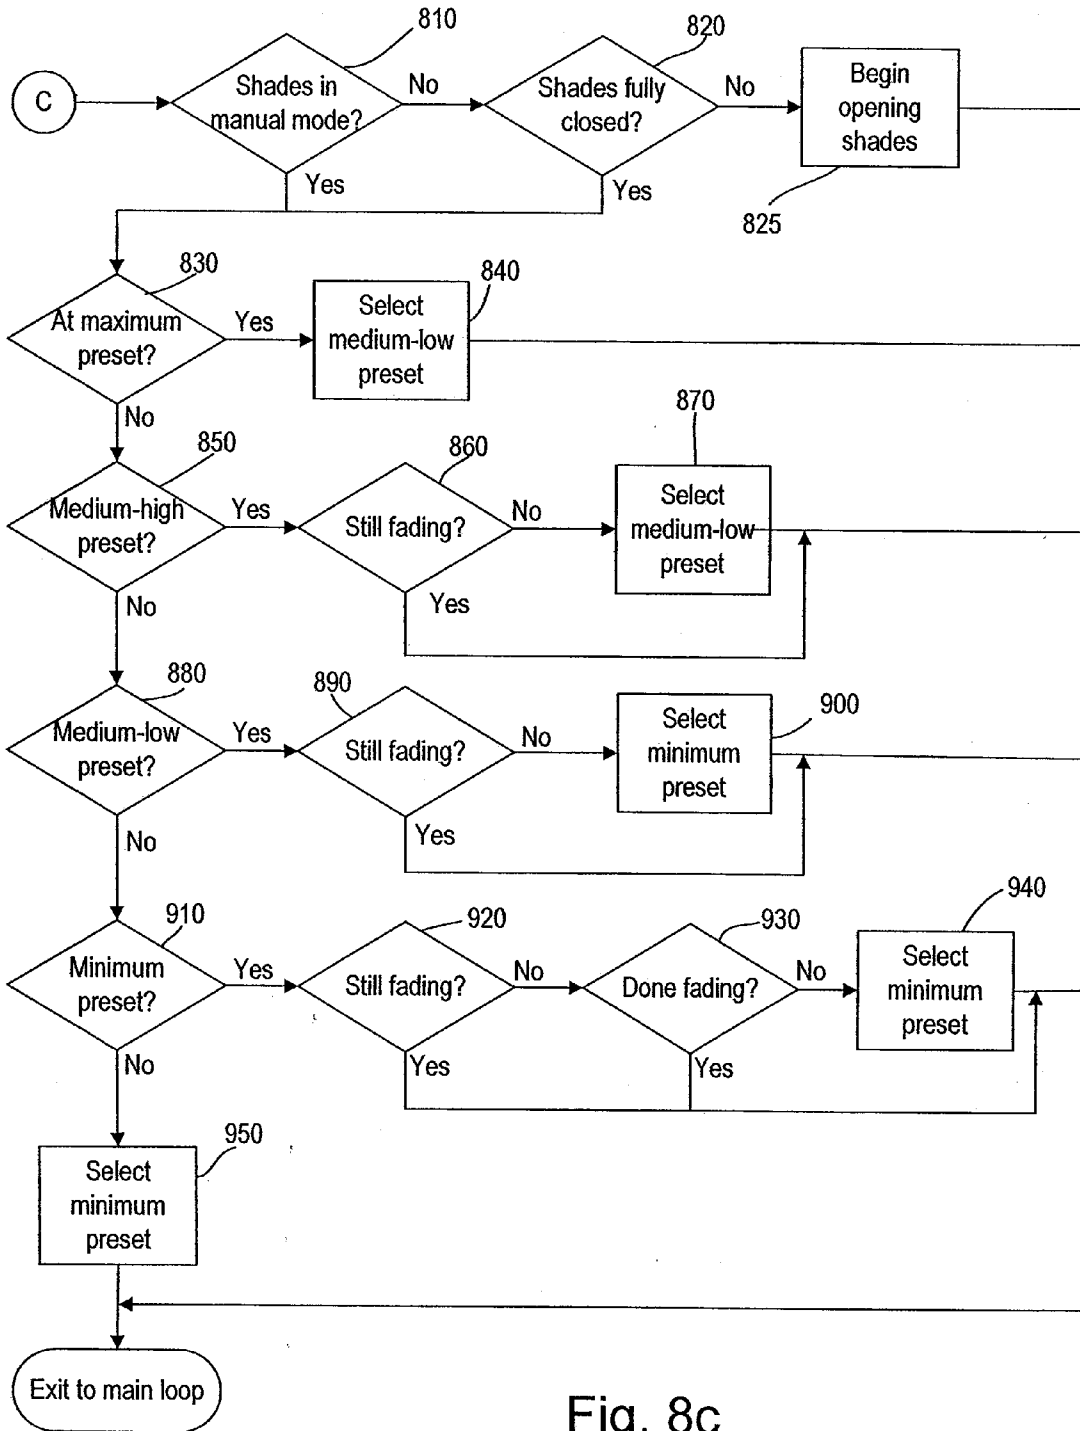 810
820
C
Shades in
manual mode?
No
Shades fully
closed?
No
Begin
opening
shades
Yes
Yes
825
830
At maximum
preset?
Yes
840
Select
medium-low
preset
No
850
Medium-high
preset?
Yes
860
Still fading?
No
870
Select
medium-low
preset
No
Yes
880
Medium-low
preset?
Yes
890
Still fading?
No
Select
minimum
preset
900
No
Yes
910
Minimum
preset?
Yes
920
Still fading?
No
930
Done fading?
No
940
Select
minimum
preset
No
Yes
Yes
950
Select
minimum
preset
Exit to main loop
Fig. 8c